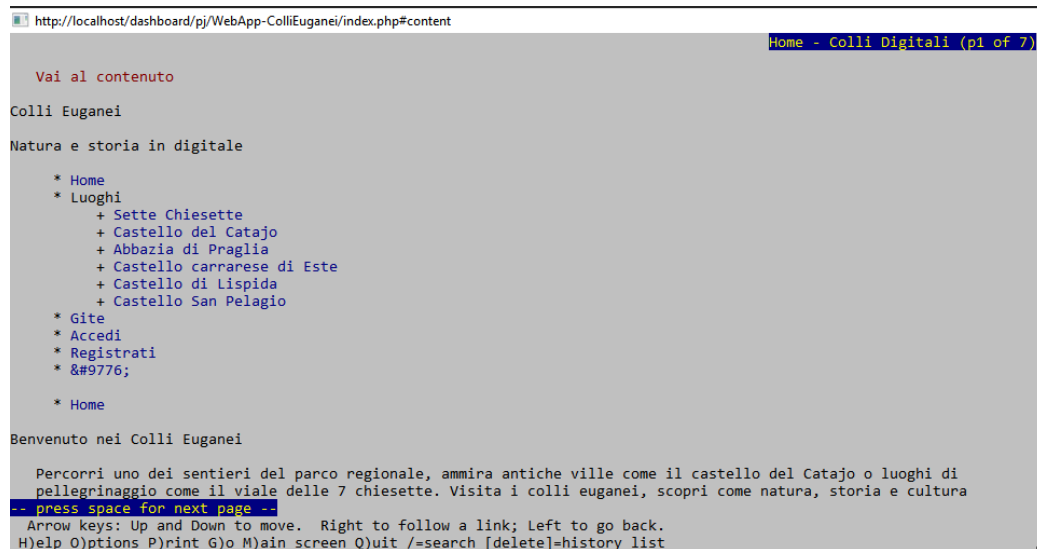 http://localhost/dashboard/pj/WebApp-ColliEuganei/index.php#content
Home - Colli Digitali (p1 of 7)
Vai al contenuto
Colli Euganei
Natura e storia in digitale
* Home
* Luoghi
+ Sette Chiesette
+ Castello del Catajo
+ Abbazia di Praglia
+ Castello carrarese di Este
+ Castello di Lispida
+ Castello San Pelagio
* Gite
* Accedi
* Registrati
* &#9776;
* Home
Benvenuto nei Colli Euganei
Percorri uno dei sentieri del parco regionale, ammira antiche ville come il castello del Catajo o luoghi di
pellegrinaggio come il viale delle 7 chiesette. Visita i colli euganei, scopri come natura, storia e cultura
-- press space for next page --
Arrow keys: Up and Down to move.  Right to follow a link; Left to go back.
H)elp O)ptions P)rint G)o M)ain screen Q)uit /=search [delete]=history list